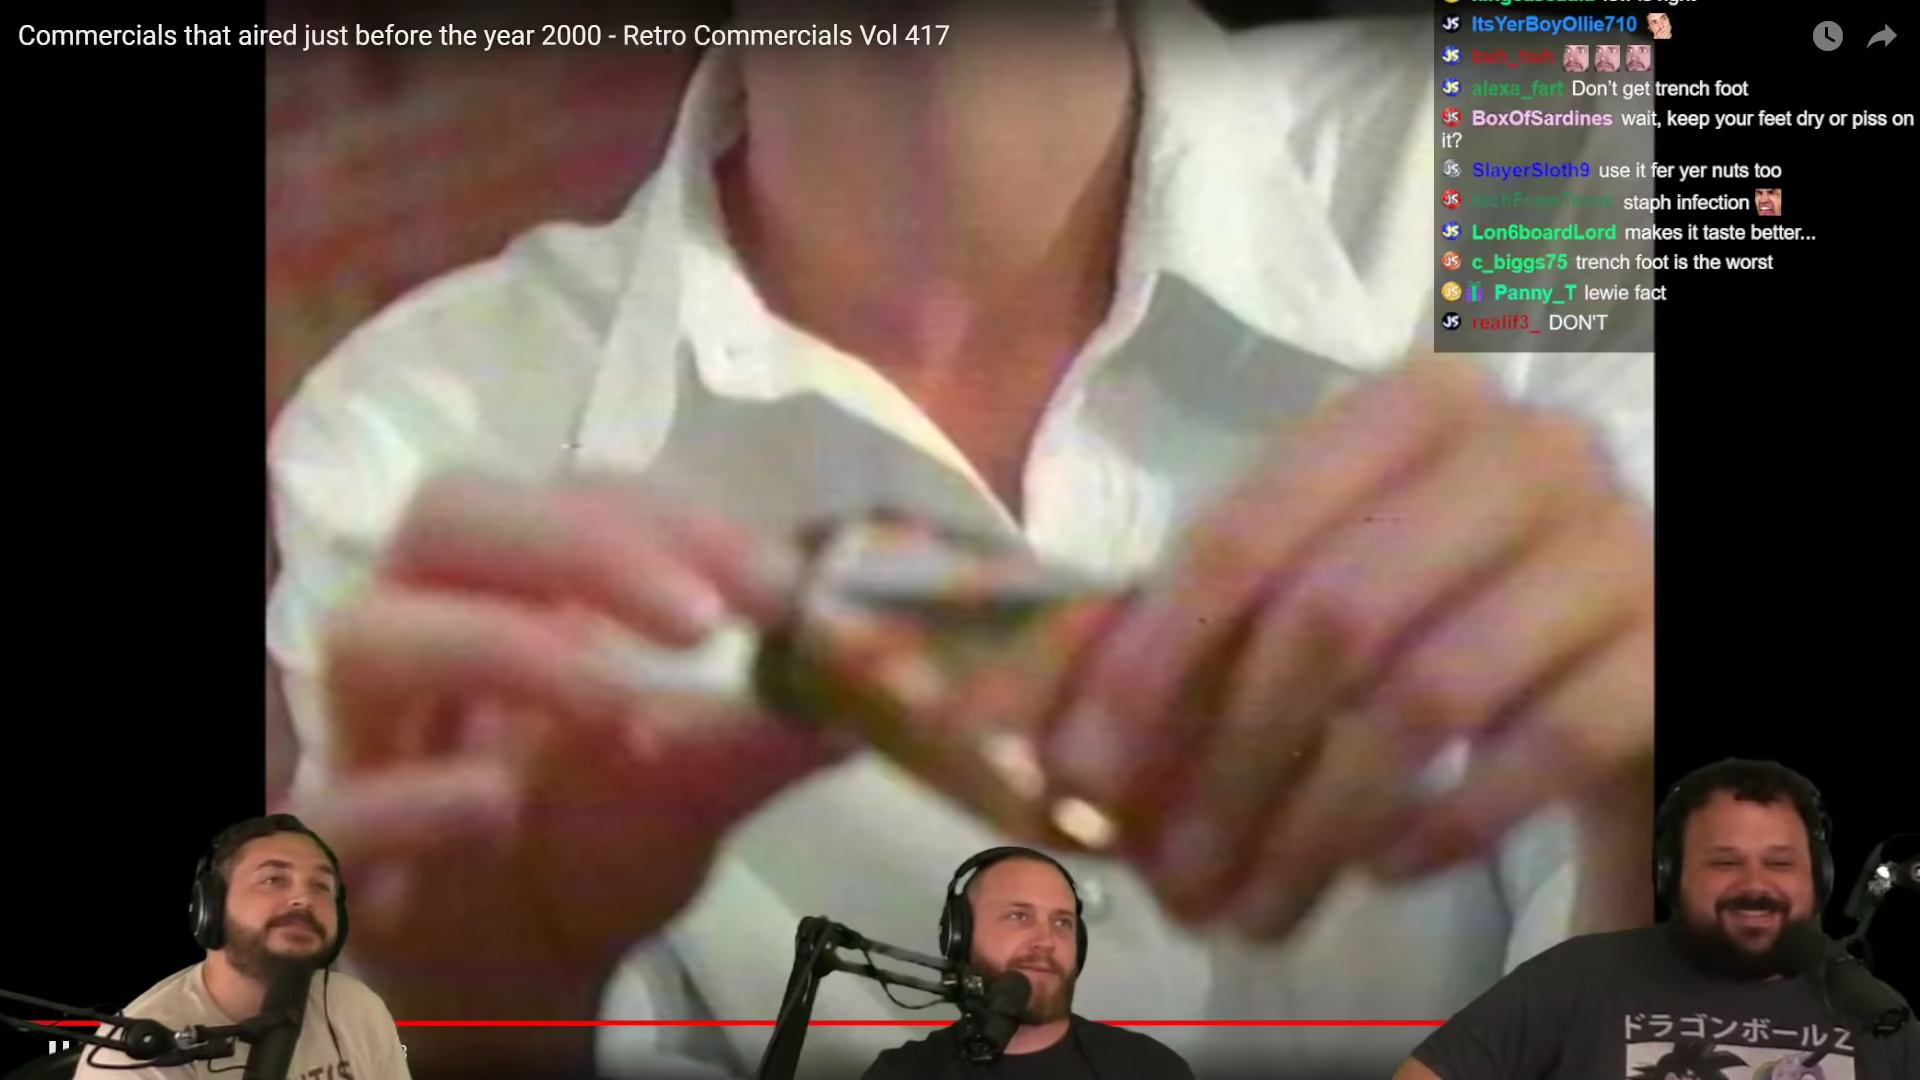 Commercials that aired just before the year 2000 - Retro Commercials Vol 417
ItsYerBoyOllie710
buh_huh
alexa_fart Don't get trench foot
BoxOfSardines wait, keep your feet dry or piss on
it?
SlayerSloth9 use it fer yer nuts too
staph infection
Lon6boardLord makes it taste better...
c_biggs75 trench foot is the worst
Panny_T lewie fact
realif3_ DON'T
ドラゴンボールZ